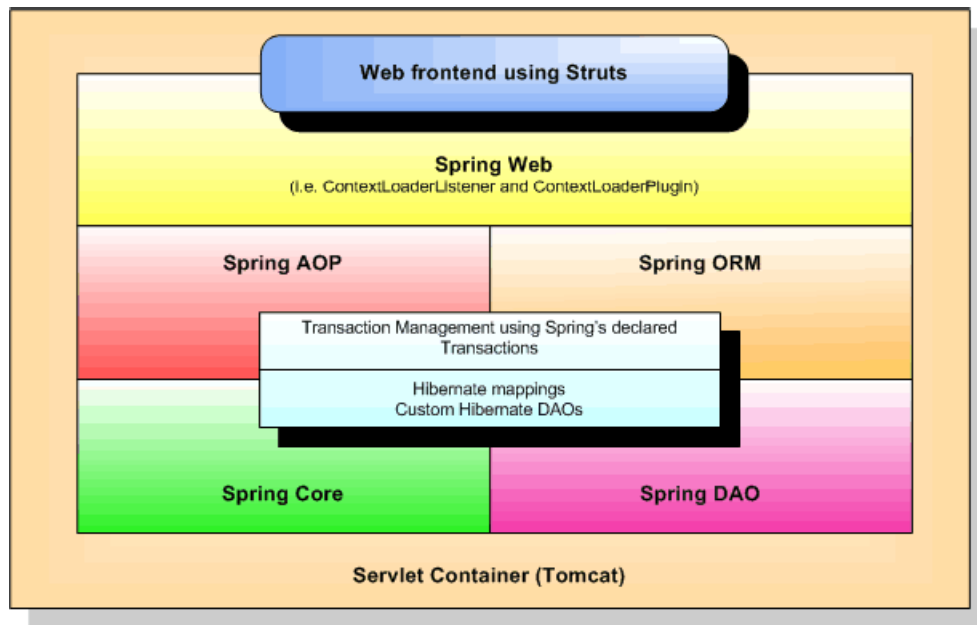 Web frontend using Struts
Spring Web
(i.e. ContextLoaderListener and ContextLoaderPlugin)
Spring AOP
Spring ORM
Transaction Management using Spring's declared
Transactions
Hibernate mappings
Custom Hibernate DAOs
Spring Core
Spring DAO
Servlet Container (Tomcat)